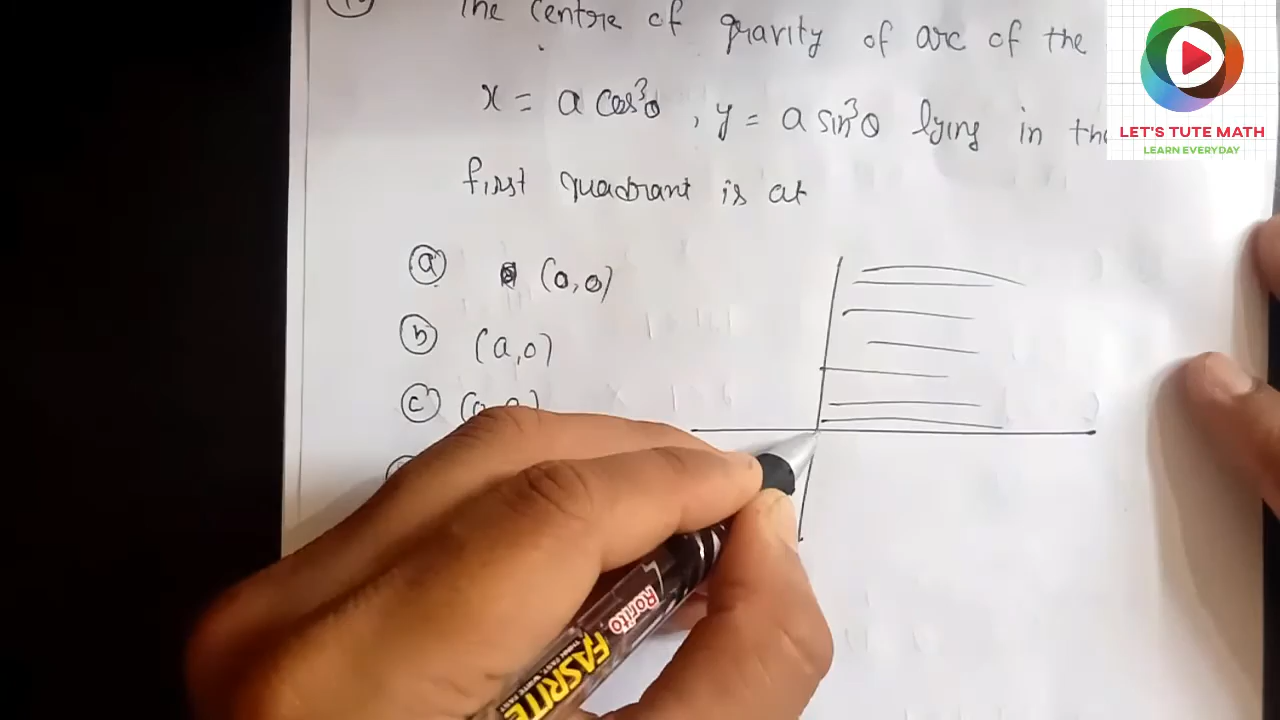 The centre of gravity of arc of the
x = a cos³θ , y = a sin³θ lying in the
first quadrant is at
(a) (0,0)
(b) (a,0)
(c)
LET'S TUTE MATH
LEARN EVERYDAY
Rorito
FASRITE